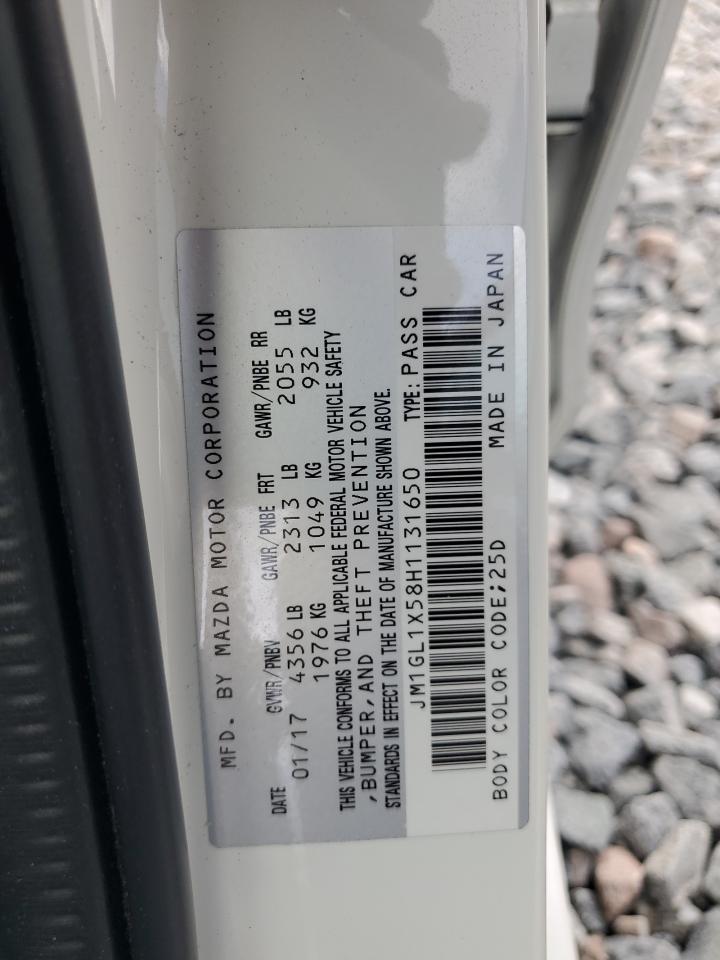 MFD. BY MAZDA MOTOR CORPORATION
DATE GVWR/PNBV GAWR/PNBE FRT GAWR/PNBE RR
01/17 4356 LB 2313 LB 2055 LB
1976 KG 1049 KG 932 KG
THIS VEHICLE CONFORMS TO ALL APPLICABLE FEDERAL MOTOR VEHICLE SAFETY
,BUMPER,AND THEFT PREVENTION
STANDARDS IN EFFECT ON THE DATE OF MANUFACTURE SHOWN ABOVE.
JM1GL1X58H1131650 TYPE: PASS CAR
BODY COLOR CODE;25D MADE IN JAPAN